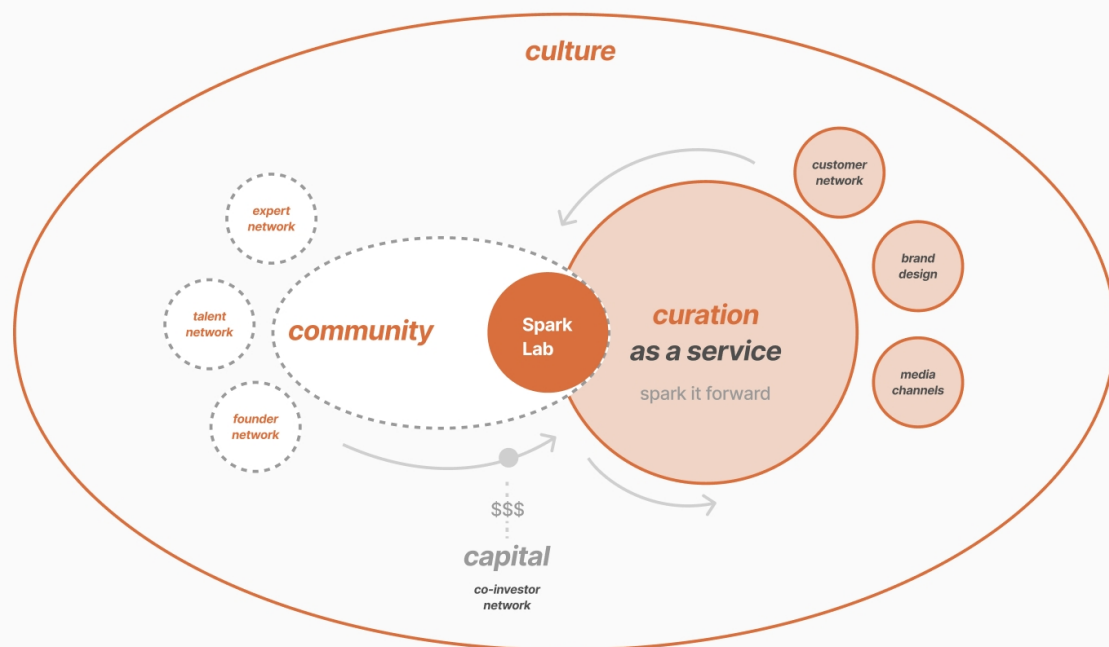 culture
customer
network
expert
network
brand
design
talent
network
community
Spark
Lab
curation
as a service
spark it forward
media
channels
founder
network
$$$
capital
co-investor
network